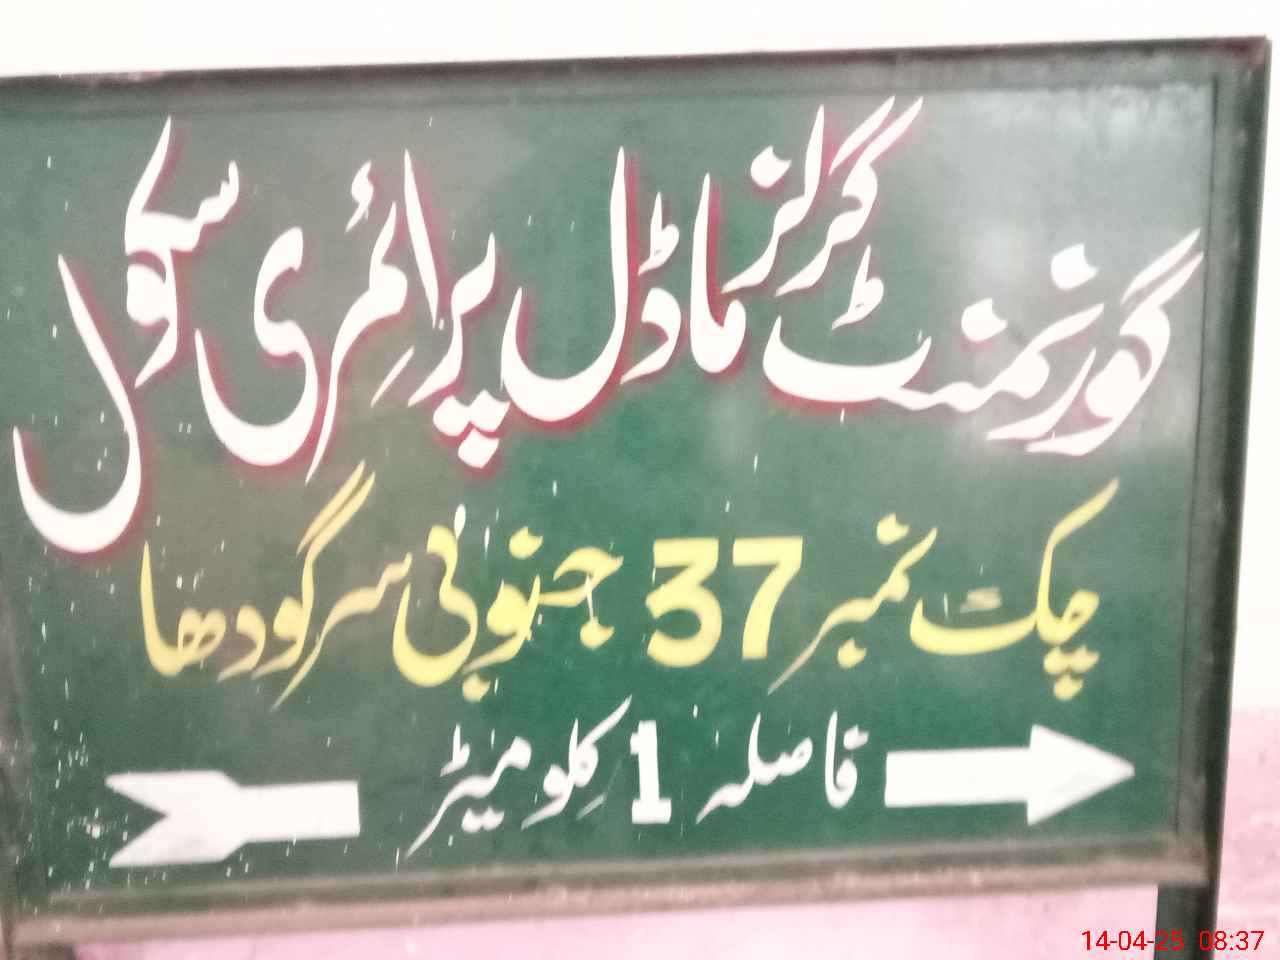 گورنمنٹ گرلز ماڈل پرائمری سکول
چک نمبر 37 جنوبی سرگودھا
فاصلہ 1 کلومیٹر
14-04-25 08:37